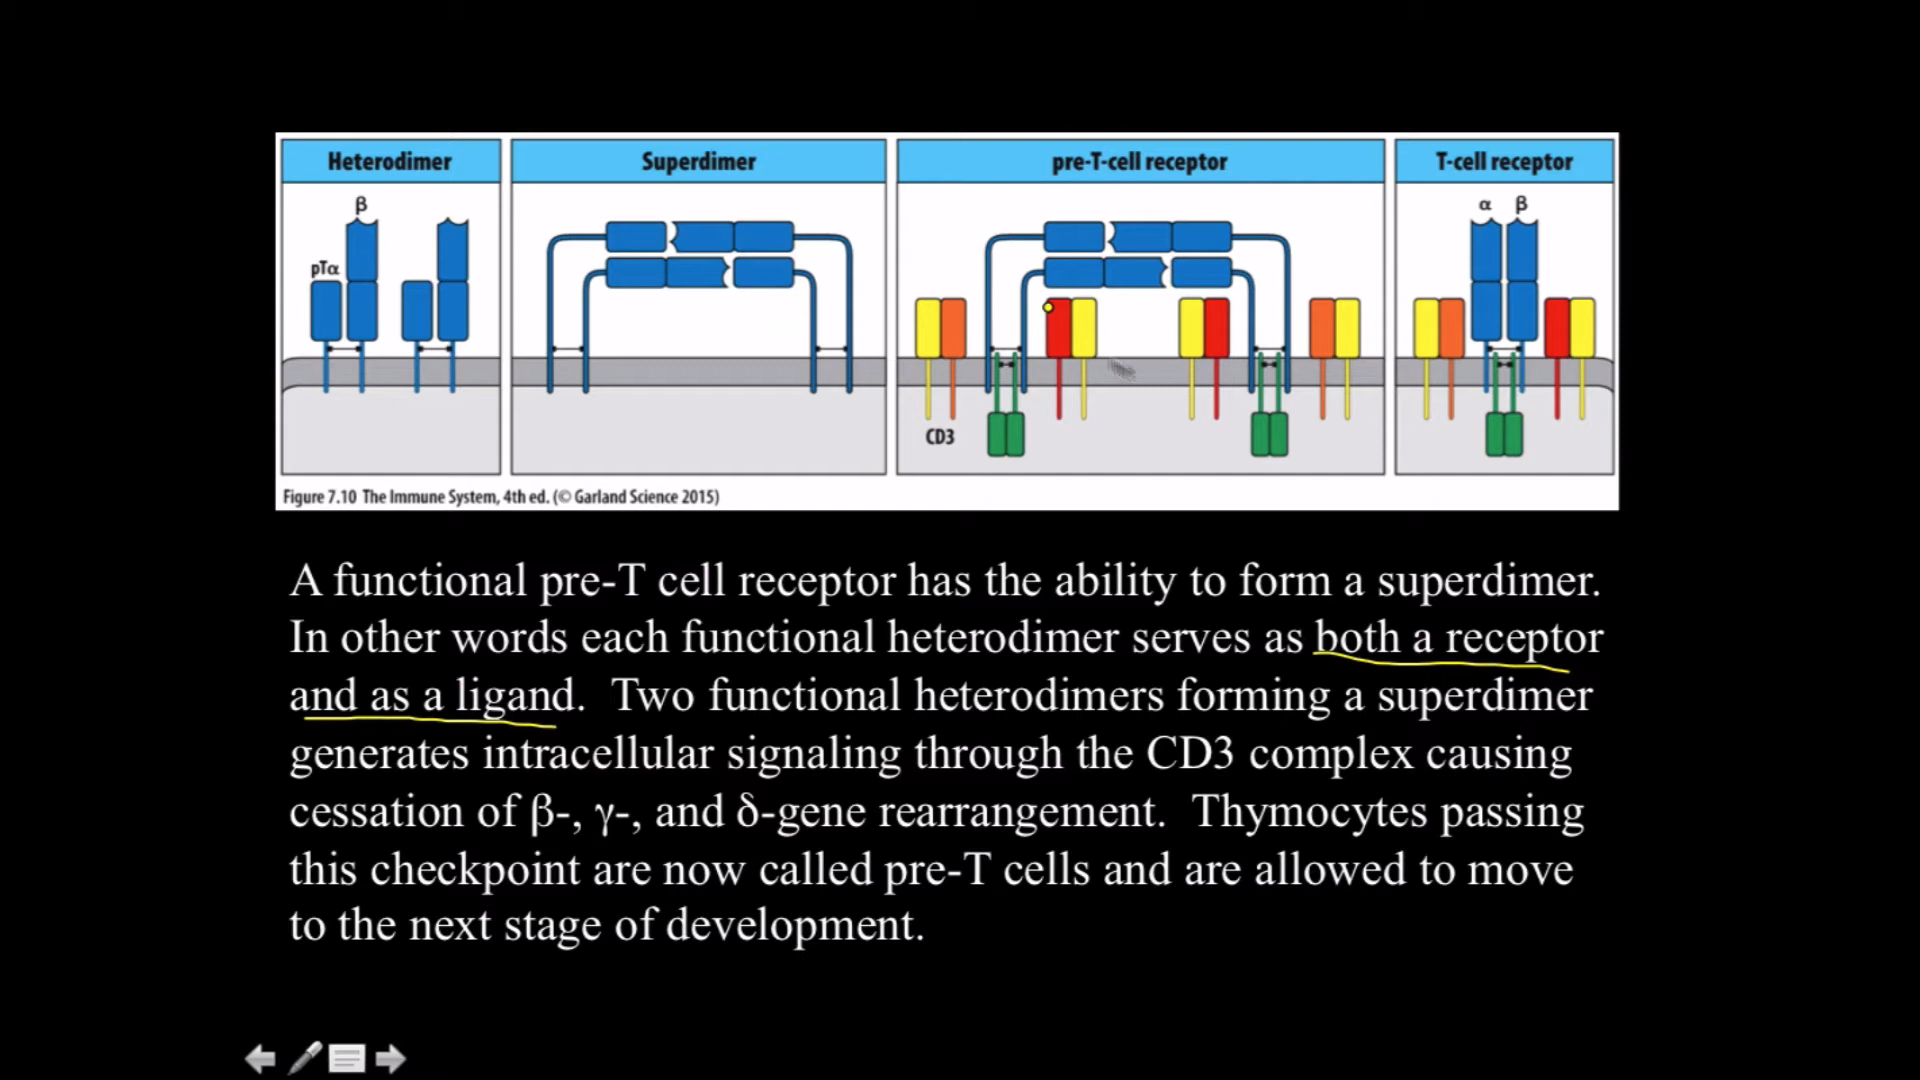 Heterodimer
Superdimer
pre-T-cell receptor
T-cell receptor
β
pTα
α β
CD3
Figure 7.10 The Immune System, 4th ed. (© Garland Science 2015)
A functional pre-T cell receptor has the ability to form a superdimer.
In other words each functional heterodimer serves as both a receptor
and as a ligand.  Two functional heterodimers forming a superdimer
generates intracellular signaling through the CD3 complex causing
cessation of β-, γ-, and δ-gene rearrangement.  Thymocytes passing
this checkpoint are now called pre-T cells and are allowed to move
to the next stage of development.